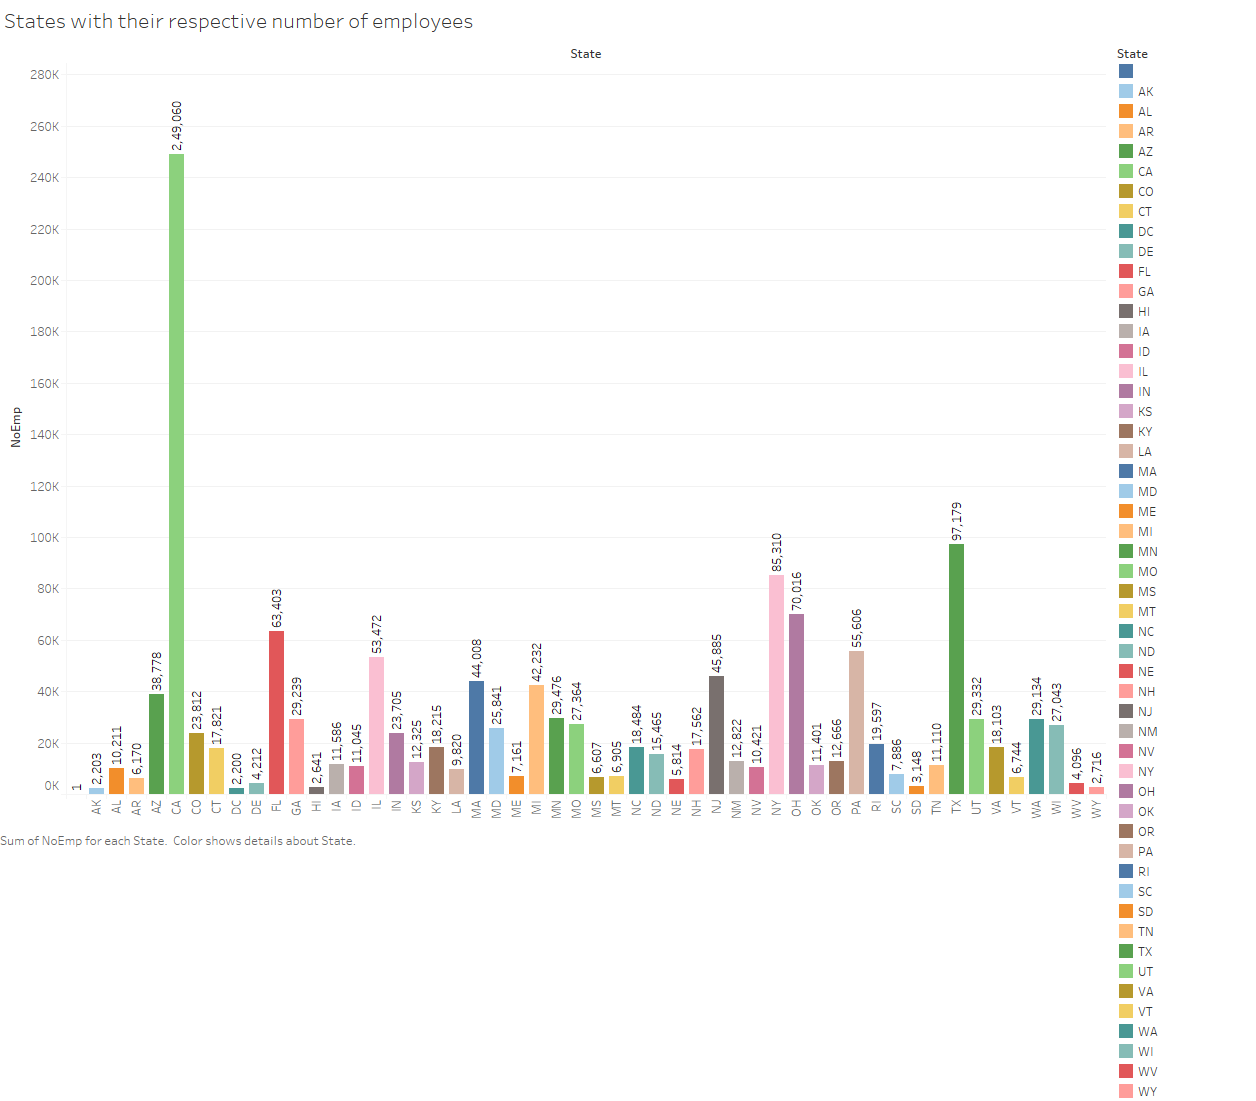 States with their respective number of employees
State
280K
260K
240K
220K
200K
180K
160K
140K
120K
100K
80K
60K
40K
20K
0K
NoEmp
1
2,203
10,211
6,170
38,778
2,49,060
23,812
17,821
2,200
4,212
63,403
29,239
2,641
11,586
11,045
53,472
23,705
12,325
18,215
9,820
44,008
25,841
7,161
42,232
29,476
27,364
6,607
6,905
18,484
15,465
5,814
17,562
45,885
12,822
10,421
85,310
70,016
11,401
12,666
55,606
19,597
7,886
3,148
11,110
97,179
29,332
18,103
6,744
29,134
27,043
4,096
2,716
AK
AL
AR
AZ
CA
CO
CT
DC
DE
FL
GA
HI
IA
ID
IL
IN
KS
KY
LA
MA
MD
ME
MI
MN
MO
MS
MT
NC
ND
NE
NH
NJ
NM
NV
NY
OH
OK
OR
PA
RI
SC
SD
TN
TX
UT
VA
VT
WA
WI
WV
WY
Sum of NoEmp for each State.  Color shows details about State.
State
AK
AL
AR
AZ
CA
CO
CT
DC
DE
FL
GA
HI
IA
ID
IL
IN
KS
KY
LA
MA
MD
ME
MI
MN
MO
MS
MT
NC
ND
NE
NH
NJ
NM
NV
NY
OH
OK
OR
PA
RI
SC
SD
TN
TX
UT
VA
VT
WA
WI
WV
WY